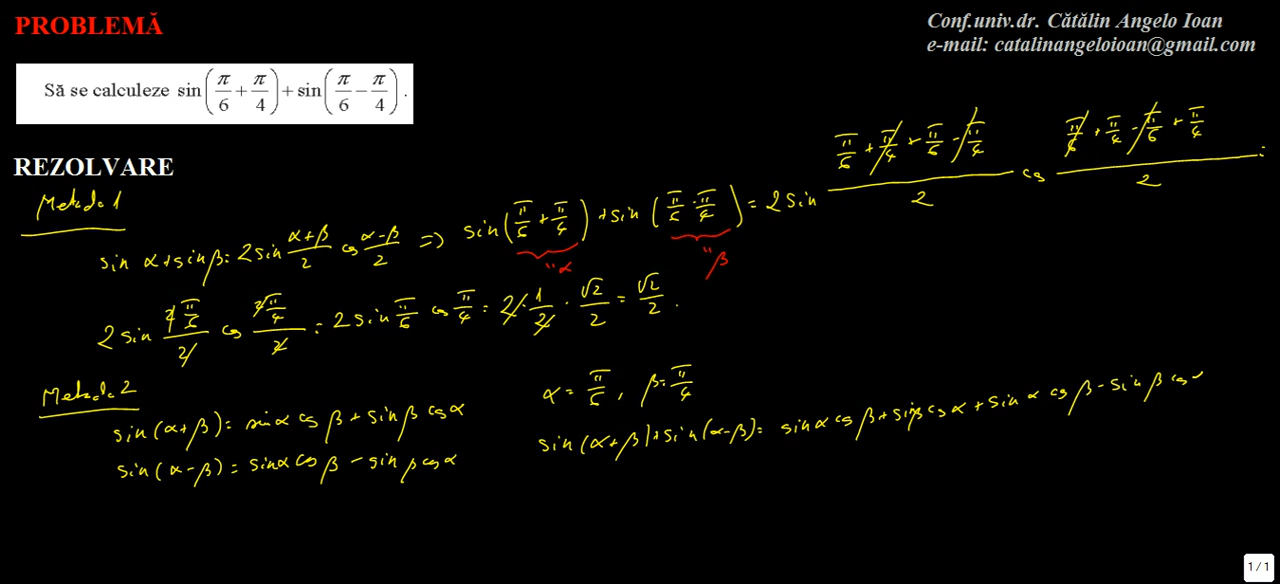 PROBLEMĂ
Conf.univ.dr. Cătălin Angelo Ioan
e-mail: catalinangeloioan@gmail.com
Să se calculeze sin(π/6 + π/4) + sin(π/6 − π/4).
REZOLVARE
Metoda 1
sin α + sin β = 2 sin (α+β)/2 cos (α−β)/2 ⇒ sin(π/6 + π/4) + sin(π/6 - π/4) = 2 sin (π/6 + π/4 + π/6 − π/4)/2 cos (π/6 + π/4 − π/6 + π/4)/2 =
"α "β
2 sin (2π/6)/2 cos (2π/4)/2 = 2 sin π/6 cos π/4 = 2 · 1/2 · √2/2 = √2/2 .
Metoda 2
α = π/6 , β = π/4
sin(α+β) = sinα cos β + sin β cos α
sin(α−β) = sinα cos β − sin β cos α
sin(α+β) + sin(α−β) = sinα cos β + sinβ cos α + sin α cos β − sin β cos α
1 / 1